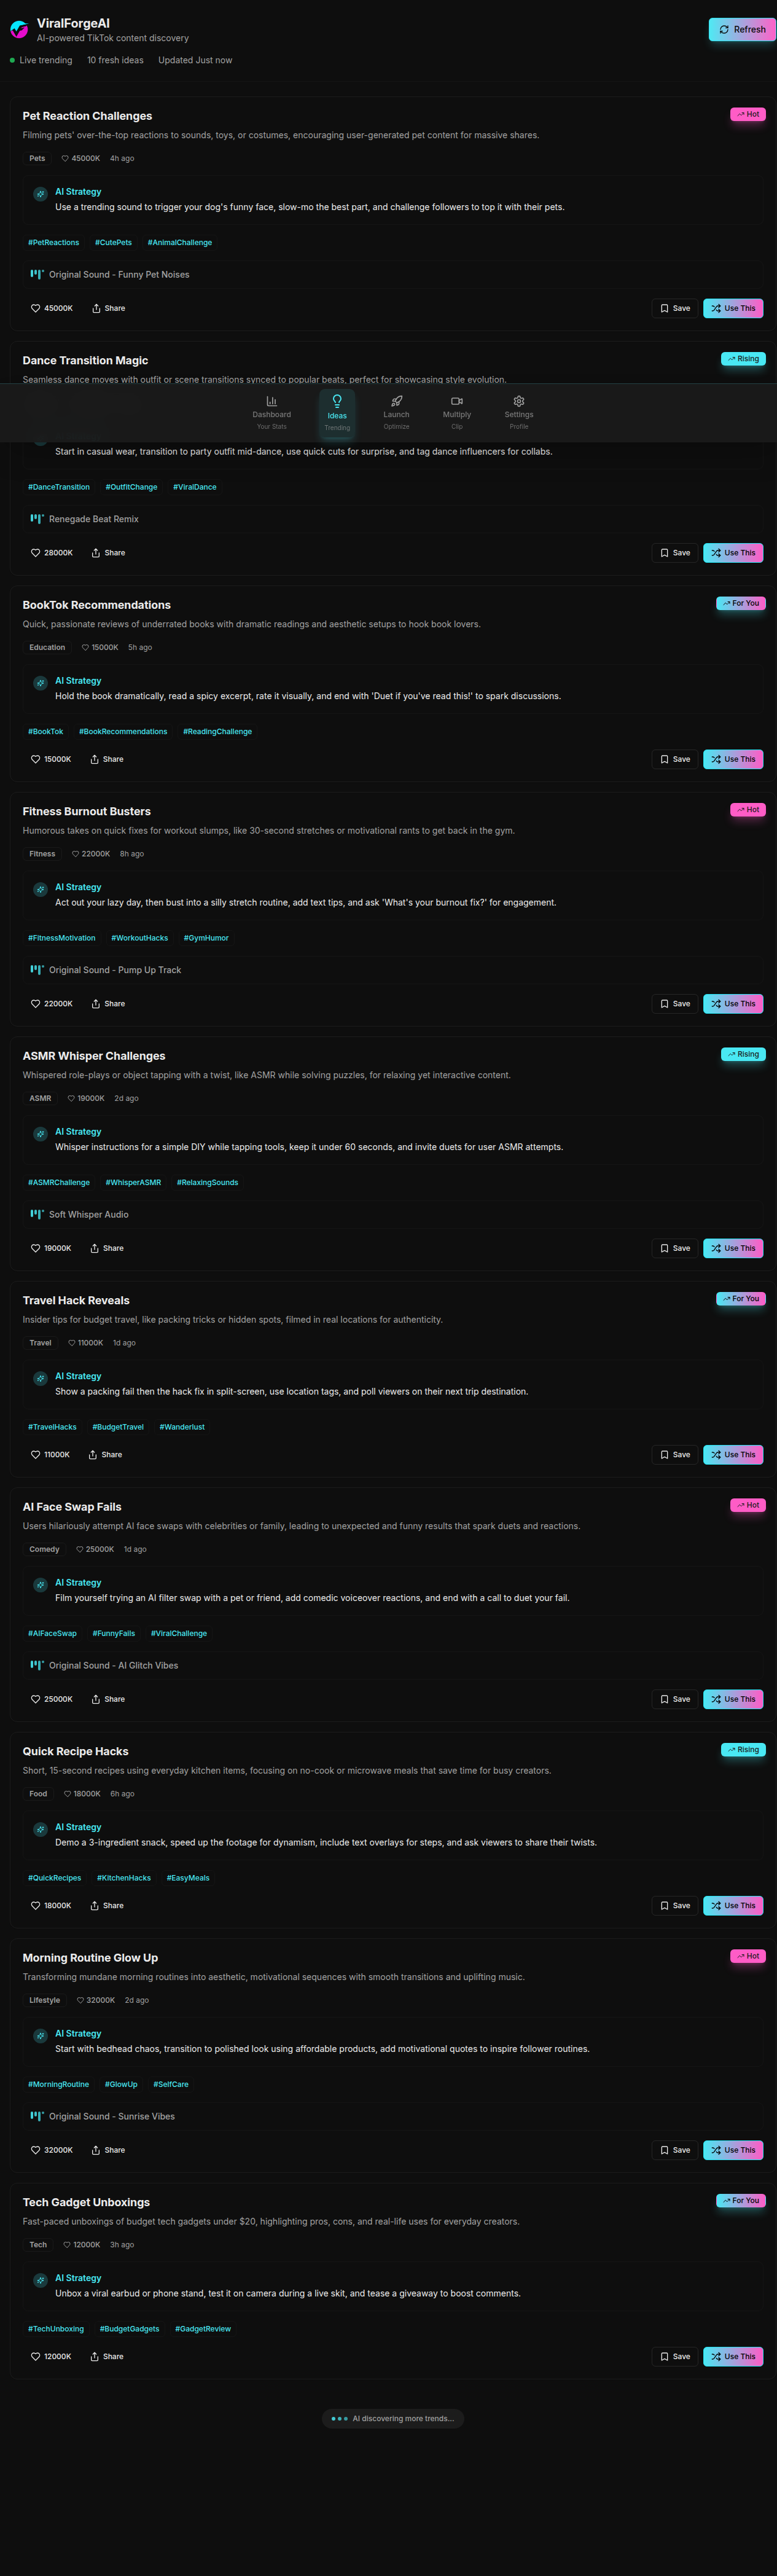 ViralForgeAI
AI-powered TikTok content discovery
Refresh
Live trending 10 fresh ideas Updated Just now
Pet Reaction Challenges
Hot
Filming pets' over-the-top reactions to sounds, toys, or costumes, encouraging user-generated pet content for massive shares.
Pets 45000K 4h ago
AI Strategy
Use a trending sound to trigger your dog's funny face, slow-mo the best part, and challenge followers to top it with their pets.
#PetReactions #CutePets #AnimalChallenge
Original Sound - Funny Pet Noises
45000K Share Save Use This
Dance Transition Magic
Rising
Seamless dance moves with outfit or scene transitions synced to popular beats, perfect for showcasing style evolution.
Dashboard Ideas Launch Multiply Settings
Your Stats Trending Optimize Clip Profile
Start in casual wear, transition to party outfit mid-dance, use quick cuts for surprise, and tag dance influencers for collabs.
#DanceTransition #OutfitChange #ViralDance
Renegade Beat Remix
28000K Share Save Use This
BookTok Recommendations
For You
Quick, passionate reviews of underrated books with dramatic readings and aesthetic setups to hook book lovers.
Education 15000K 5h ago
AI Strategy
Hold the book dramatically, read a spicy excerpt, rate it visually, and end with 'Duet if you've read this!' to spark discussions.
#BookTok #BookRecommendations #ReadingChallenge
15000K Share Save Use This
Fitness Burnout Busters
Hot
Humorous takes on quick fixes for workout slumps, like 30-second stretches or motivational rants to get back in the gym.
Fitness 22000K 8h ago
AI Strategy
Act out your lazy day, then bust into a silly stretch routine, add text tips, and ask 'What's your burnout fix?' for engagement.
#FitnessMotivation #WorkoutHacks #GymHumor
Original Sound - Pump Up Track
22000K Share Save Use This
ASMR Whisper Challenges
Rising
Whispered role-plays or object tapping with a twist, like ASMR while solving puzzles, for relaxing yet interactive content.
ASMR 19000K 2d ago
AI Strategy
Whisper instructions for a simple DIY while tapping tools, keep it under 60 seconds, and invite duets for user ASMR attempts.
#ASMRChallenge #WhisperASMR #RelaxingSounds
Soft Whisper Audio
19000K Share Save Use This
Travel Hack Reveals
For You
Insider tips for budget travel, like packing tricks or hidden spots, filmed in real locations for authenticity.
Travel 11000K 1d ago
AI Strategy
Show a packing fail then the hack fix in split-screen, use location tags, and poll viewers on their next trip destination.
#TravelHacks #BudgetTravel #Wanderlust
11000K Share Save Use This
AI Face Swap Fails
Hot
Users hilariously attempt AI face swaps with celebrities or family, leading to unexpected and funny results that spark duets and reactions.
Comedy 25000K 1d ago
AI Strategy
Film yourself trying an AI filter swap with a pet or friend, add comedic voiceover reactions, and end with a call to duet your fail.
#AIFaceSwap #FunnyFails #ViralChallenge
Original Sound - AI Glitch Vibes
25000K Share Save Use This
Quick Recipe Hacks
Rising
Short, 15-second recipes using everyday kitchen items, focusing on no-cook or microwave meals that save time for busy creators.
Food 18000K 6h ago
AI Strategy
Demo a 3-ingredient snack, speed up the footage for dynamism, include text overlays for steps, and ask viewers to share their twists.
#QuickRecipes #KitchenHacks #EasyMeals
18000K Share Save Use This
Morning Routine Glow Up
Hot
Transforming mundane morning routines into aesthetic, motivational sequences with smooth transitions and uplifting music.
Lifestyle 32000K 2d ago
AI Strategy
Start with bedhead chaos, transition to polished look using affordable products, add motivational quotes to inspire follower routines.
#MorningRoutine #GlowUp #SelfCare
Original Sound - Sunrise Vibes
32000K Share Save Use This
Tech Gadget Unboxings
For You
Fast-paced unboxings of budget tech gadgets under $20, highlighting pros, cons, and real-life uses for everyday creators.
Tech 12000K 3h ago
AI Strategy
Unbox a viral earbud or phone stand, test it on camera during a live skit, and tease a giveaway to boost comments.
#TechUnboxing #BudgetGadgets #GadgetReview
12000K Share Save Use This
AI discovering more trends...